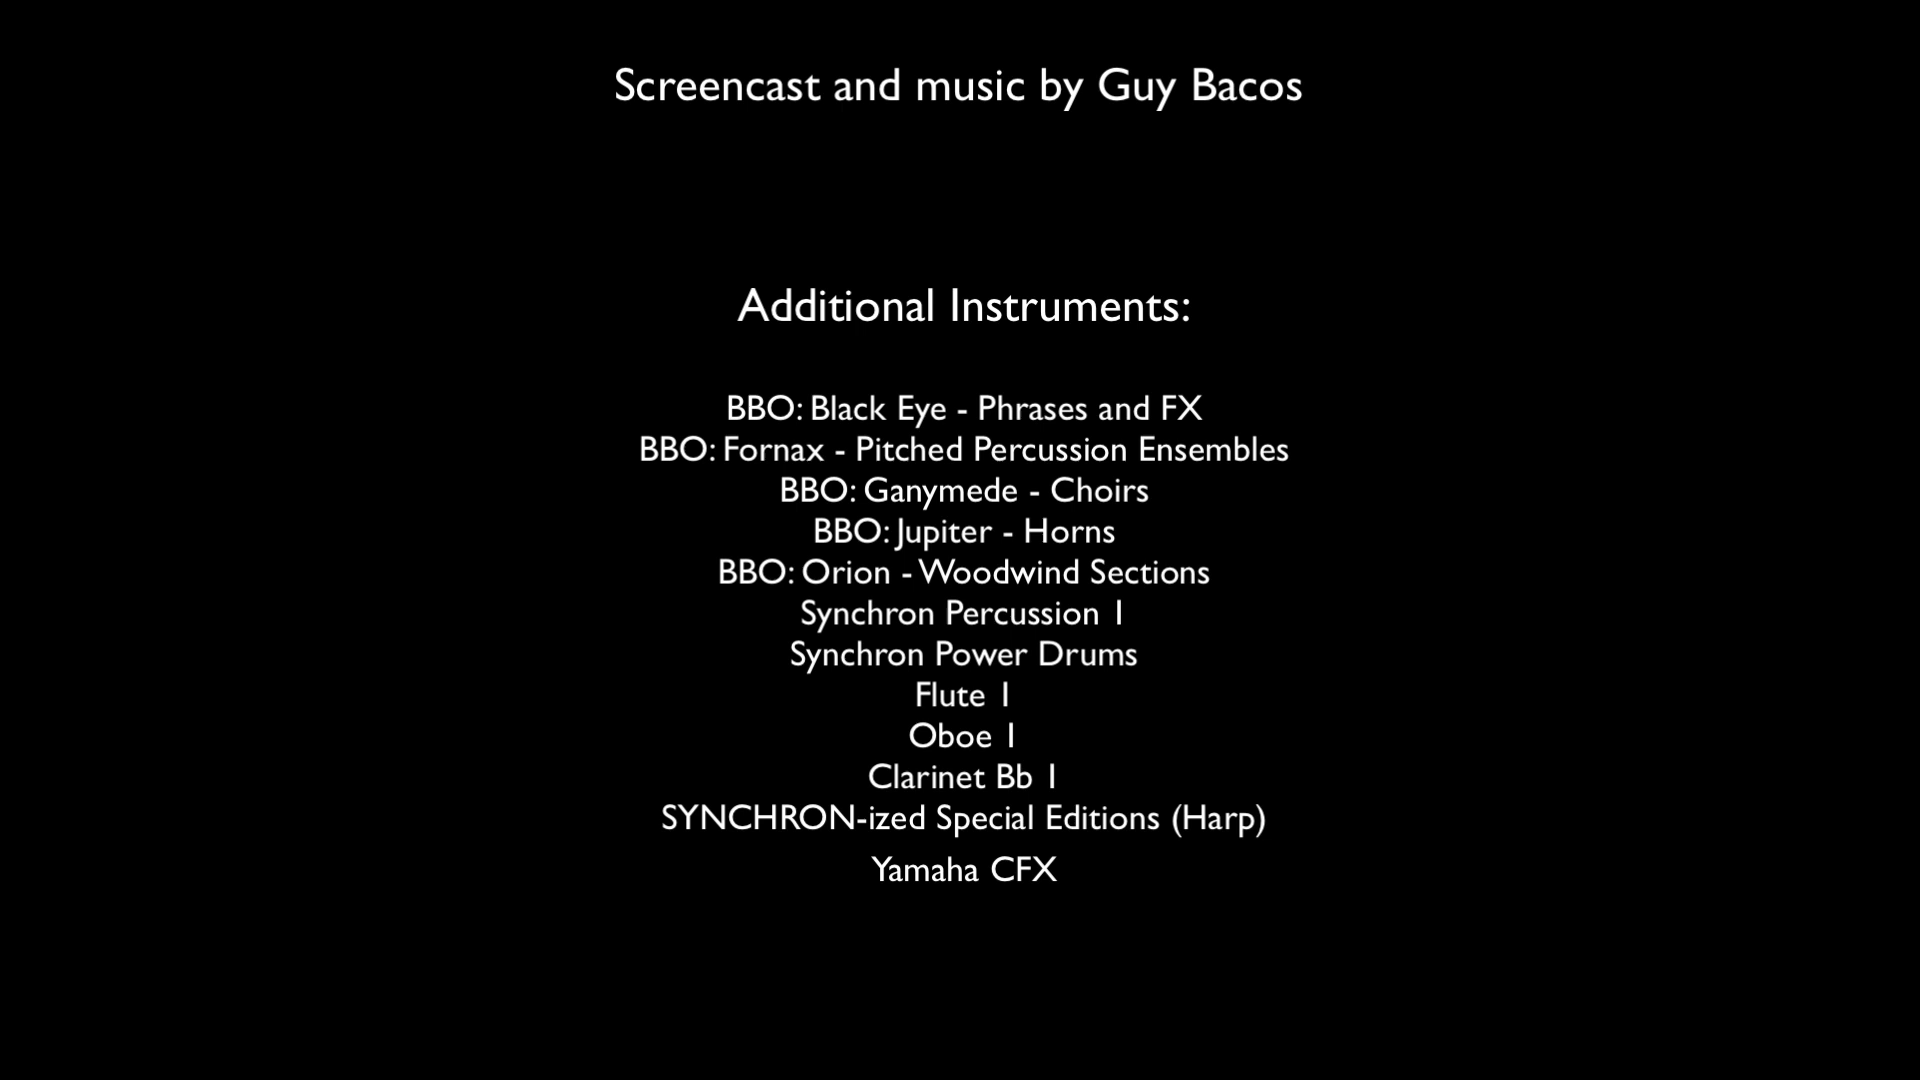 Screencast and music by Guy Bacos
Additional Instruments:
BBO: Black Eye - Phrases and FX
BBO: Fornax - Pitched Percussion Ensembles
BBO: Ganymede - Choirs
BBO: Jupiter - Horns
BBO: Orion - Woodwind Sections
Synchron Percussion 1
Synchron Power Drums
Flute 1
Oboe 1
Clarinet Bb 1
SYNCHRON-ized Special Editions (Harp)
Yamaha CFX